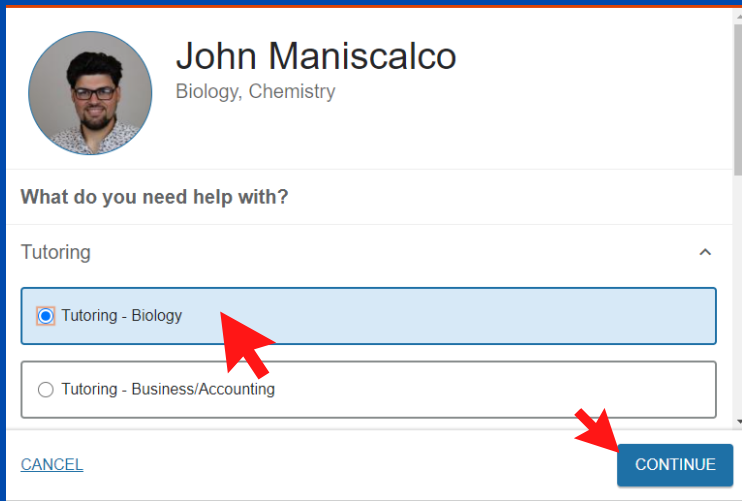 John Maniscalco
Biology, Chemistry
What do you need help with?
Tutoring
Tutoring - Biology
Tutoring - Business/Accounting
CANCEL
CONTINUE